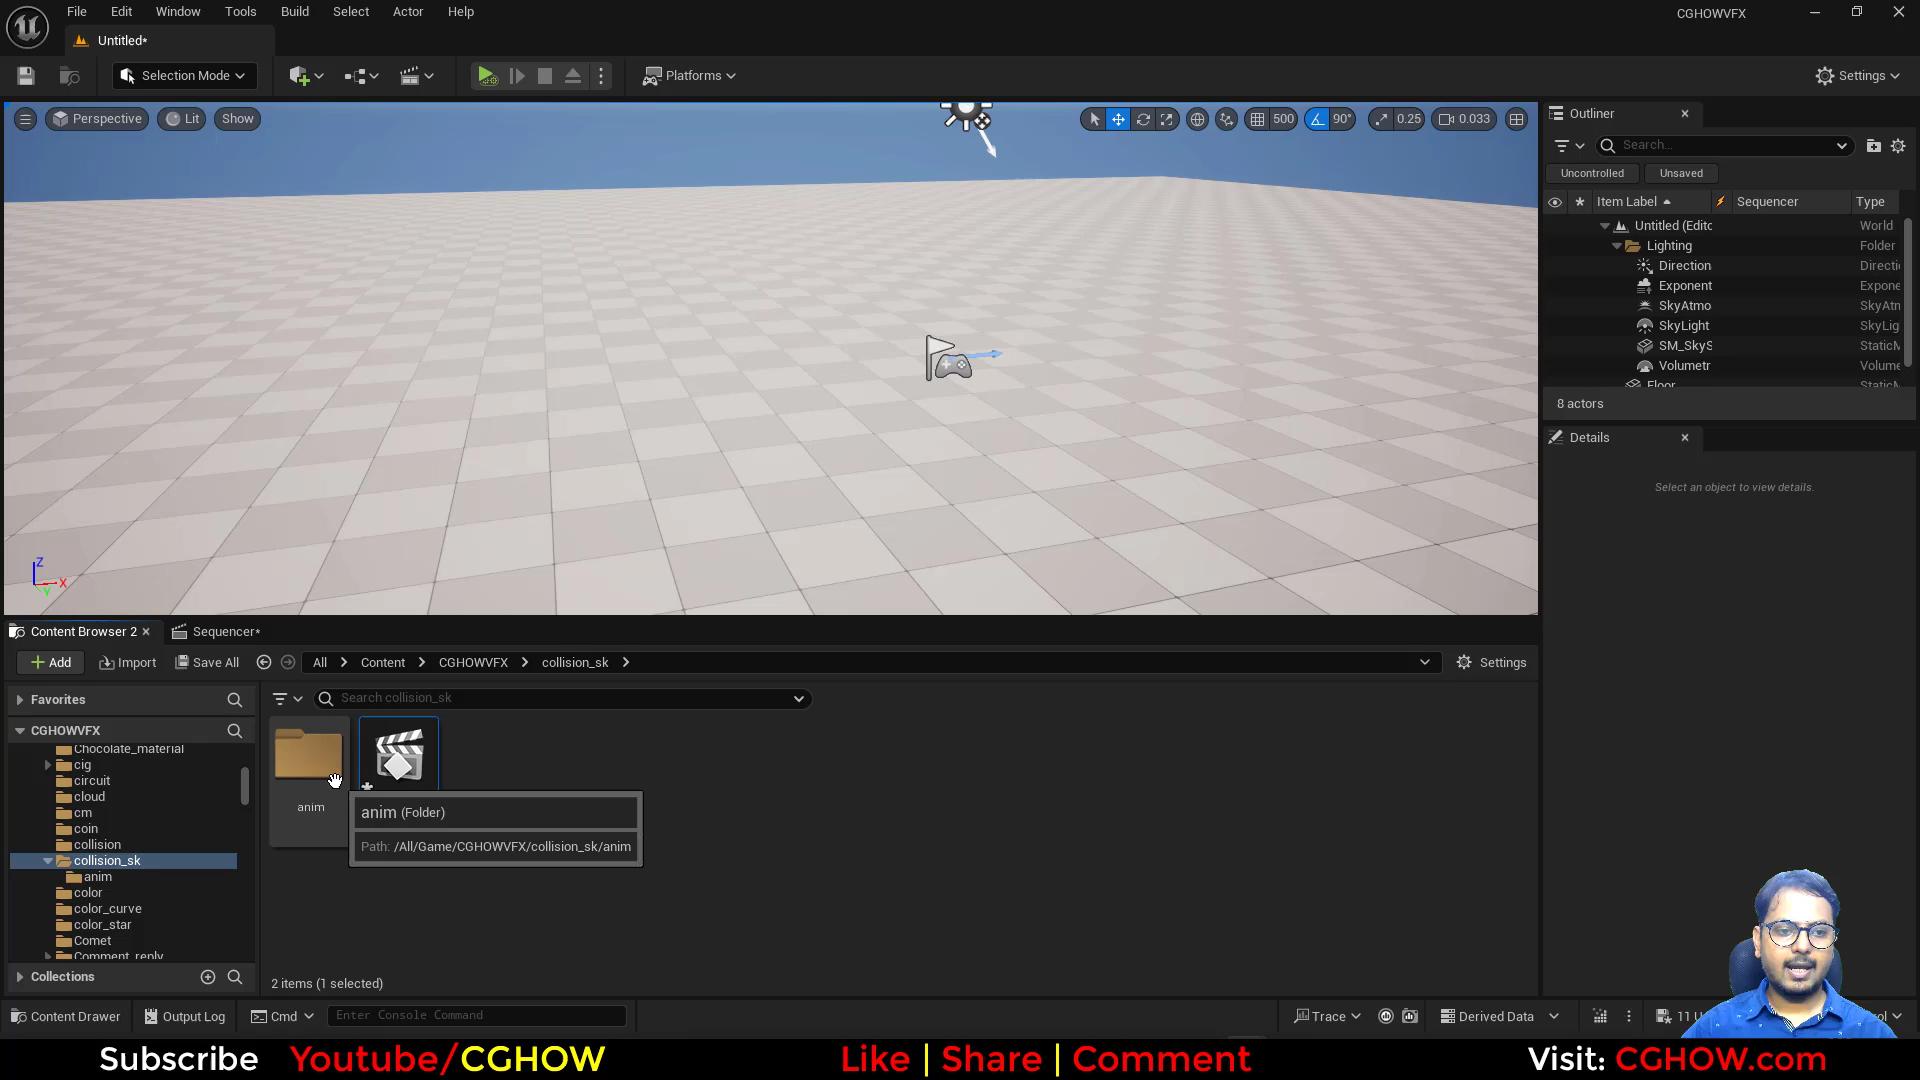 File Edit Window Tools Build Select Actor Help
CGHOWVFX
Untitled*
Selection Mode
Platforms
Settings
Perspective Lit Show
500 90° 0.25 0.033
Z
X
Y
Outliner
Search...
Uncontrolled Unsaved
Item Label Sequencer Type
Untitled (Edito World
Lighting Folder
Direction Directi
Exponent Expone
SkyAtmo SkyAtn
SkyLight SkyLig
SM_SkyS StaticM
Volumetr Volume
Floor StaticM
8 actors
Details
Select an object to view details.
Content Browser 2 Sequencer*
Add Import Save All All Content CGHOWVFX collision_sk Settings
Favorites
Search collision_sk
CGHOWVFX
Chocolate_material
cig
circuit
cloud
cm
coin
collision
collision_sk
anim
color
color_curve
color_star
Comet
Comment_reply
Collections
anim
anim (Folder)
Path: /All/Game/CGHOWVFX/collision_sk/anim
2 items (1 selected)
Content Drawer Output Log Cmd Enter Console Command Trace Derived Data 11 U
Subscribe Youtube/CGHOW Like | Share | Comment Visit: CGHOW.com